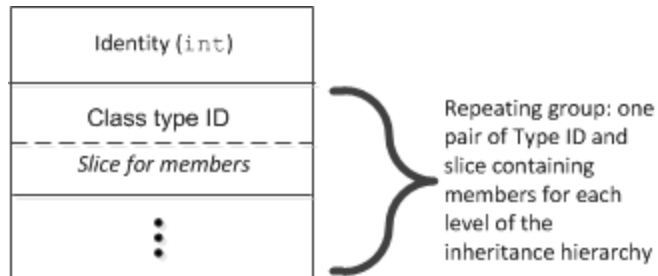 Identity (int)
Class type ID
Slice for members
Repeating group: one
pair of Type ID and
slice containing
members for each
level of the
inheritance hierarchy